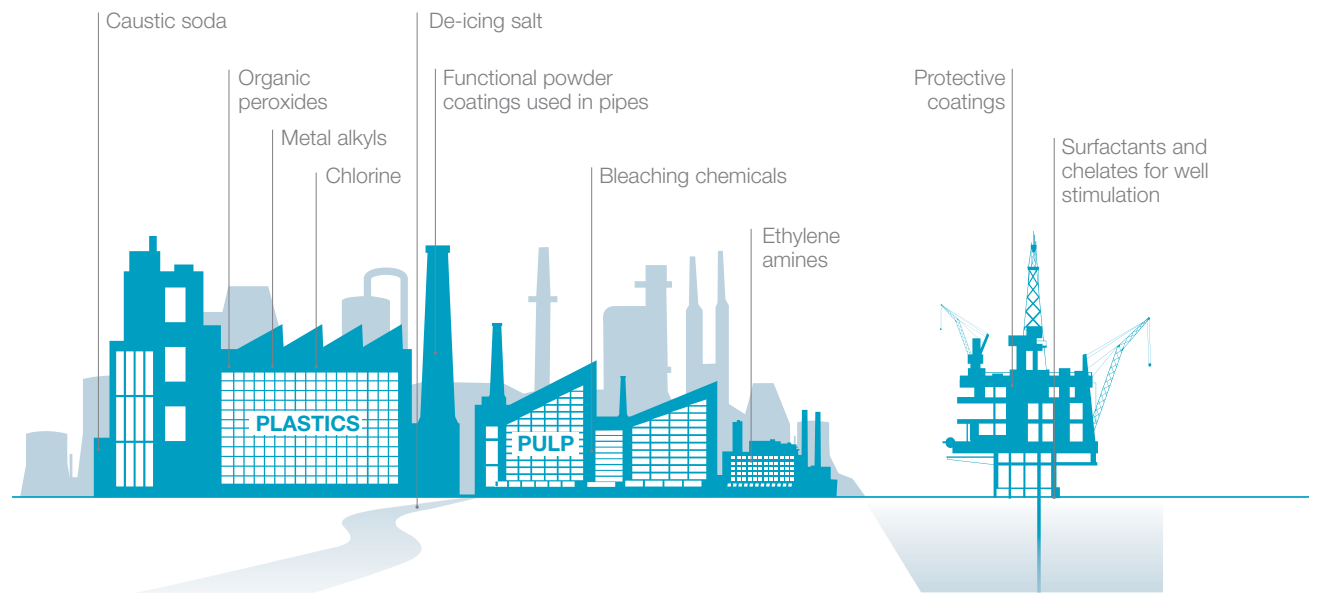 Caustic soda
De-icing salt
Organic
peroxides
Functional powder
coatings used in pipes
Protective
coatings
Metal alkyls
Surfactants and
chelates for well
stimulation
Chlorine
Bleaching chemicals
Ethylene
amines
PLASTICS
PULP